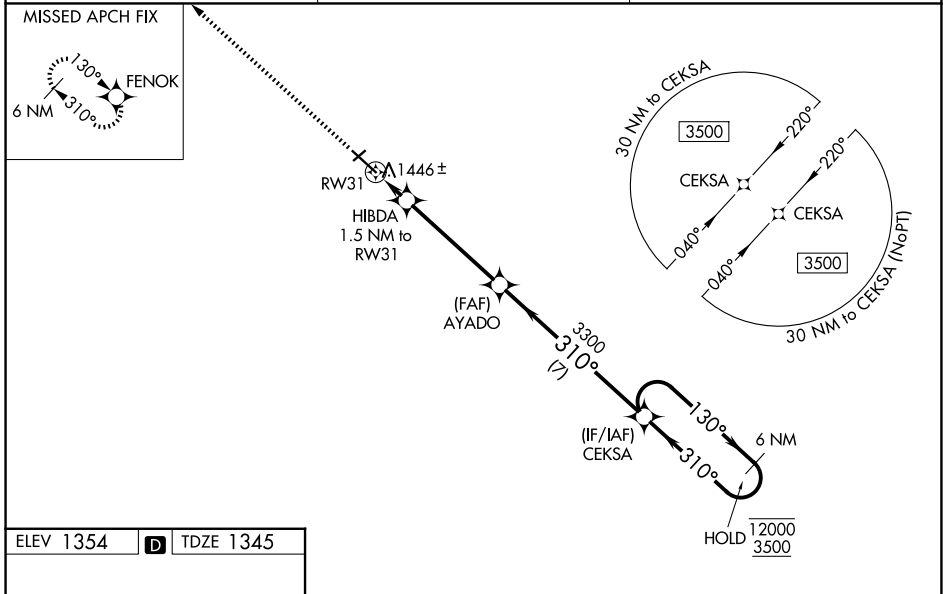 MISSED APCH FIX
130°
FENOK
6 NM
310°
30 NM to CEKSA
3500
220°
CEKSA
040°
220°
CEKSA
040°
3500
30 NM to CEKSA (NoPT)
1446 ±
RW31
HIBDA
1.5 NM to
RW31
(FAF)
AYADO
3300
310°
(7)
(IF/IAF)
CEKSA
130°
6 NM
310°
HOLD 12000
3500
ELEV 1354 D TDZE 1345